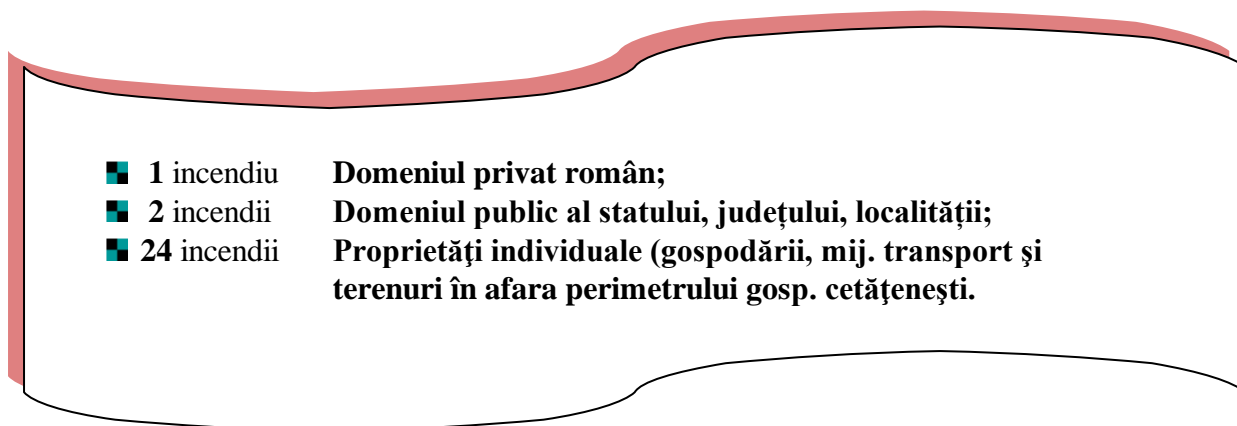 1 incendiu Domeniul privat român;
2 incendii Domeniul public al statului, județului, localității;
24 incendii Proprietăţi individuale (gospodării, mij. transport şi
terenuri în afara perimetrului gosp. cetăţeneşti.